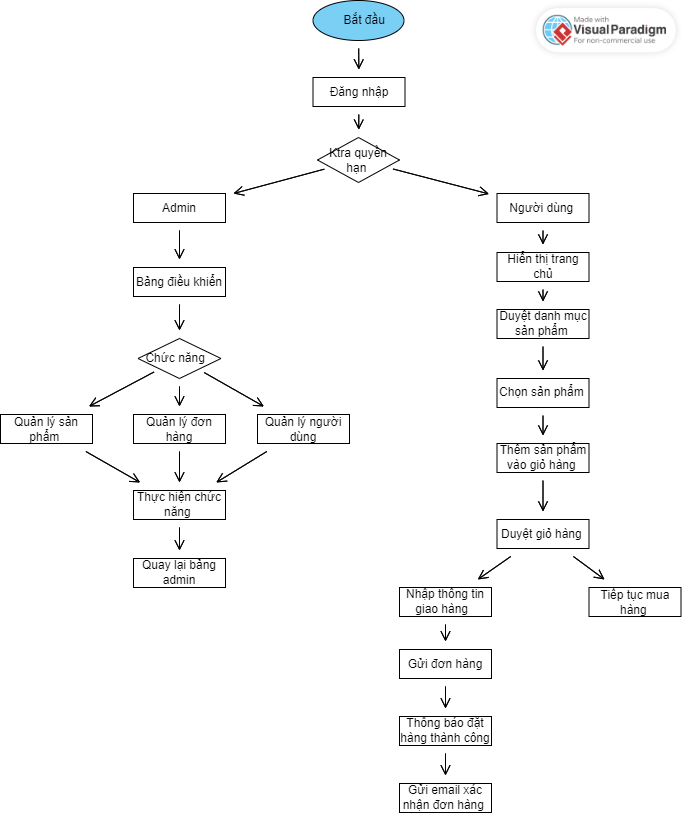 Bắt đầu
Made with
Visual Paradigm
For non-commercial use
Đăng nhập
Ktra quyền
hạn
Admin
Người dùng
Bảng điều khiển
Hiển thị trang
chủ
Duyệt danh mục
sản phẩm
Chức năng
Chọn sản phẩm
Quản lý sản
phẩm
Quản lý đơn
hàng
Quản lý người
dùng
Thêm sản phẩm
vào giỏ hàng
Thực hiện chức
năng
Duyệt giỏ hàng
Quay lại bảng
admin
Nhập thông tin
giao hàng
Tiếp tục mua
hàng
Gửi đơn hàng
Thông báo đặt
hàng thành công
Gửi email xác
nhận đơn hàng